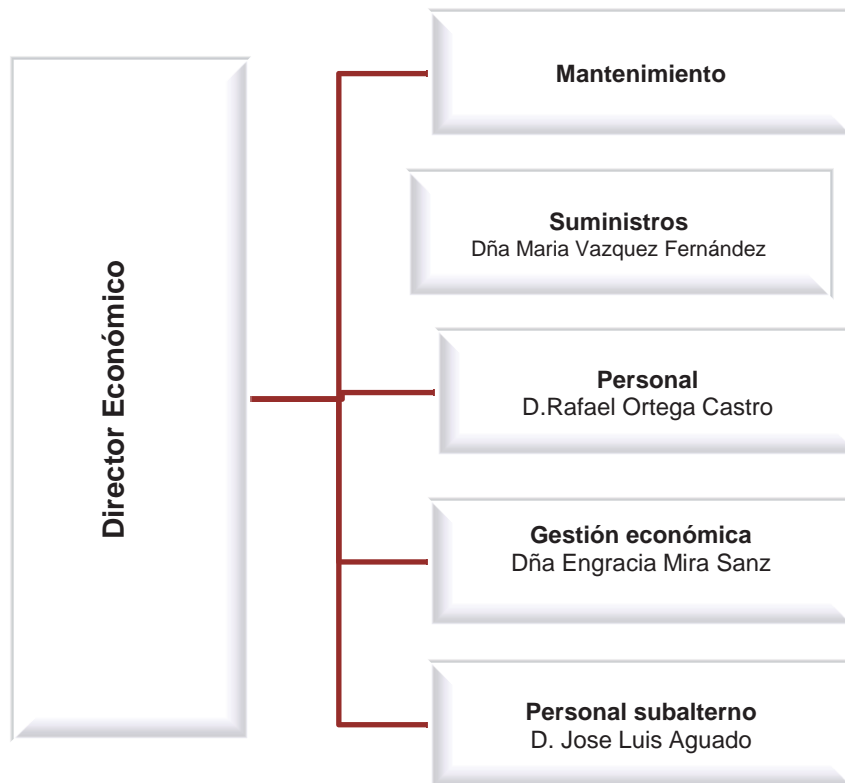 Director Económico
Mantenimiento
Suministros
Dña Maria Vazquez Fernández
Personal
D.Rafael Ortega Castro
Gestión económica
Dña Engracia Mira Sanz
Personal subalterno
D. Jose Luis Aguado